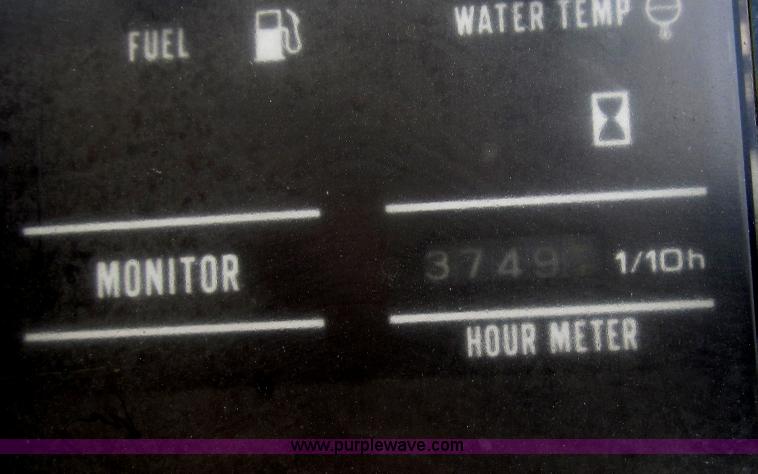 FUEL
WATER TEMP
MONITOR
3749 1/10h
HOUR METER
www.purplewave.com